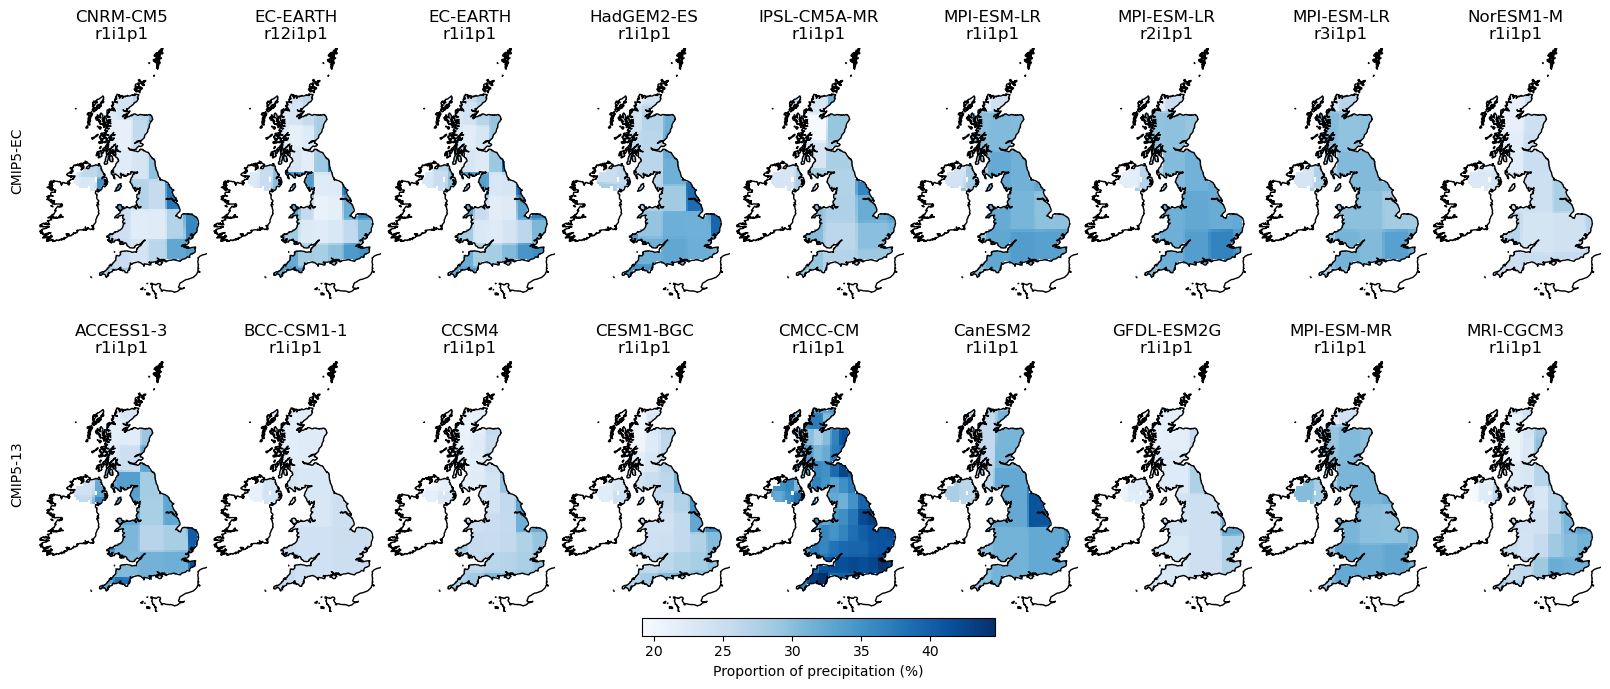 CNRM-CM5 EC-EARTH EC-EARTH HadGEM2-ES IPSL-CM5A-MR MPI-ESM-LR MPI-ESM-LR MPI-ESM-LR NorESM1-M
r1i1p1 r12i1p1 r1i1p1 r1i1p1 r1i1p1 r1i1p1 r2i1p1 r3i1p1 r1i1p1
CMIP5-EC
ACCESS1-3 BCC-CSM1-1 CCSM4 CESM1-BGC CMCC-CM CanESM2 GFDL-ESM2G MPI-ESM-MR MRI-CGCM3
r1i1p1 r1i1p1 r1i1p1 r1i1p1 r1i1p1 r1i1p1 r1i1p1 r1i1p1 r1i1p1
CMIP5-13
20 25 30 35 40
Proportion of precipitation (%)